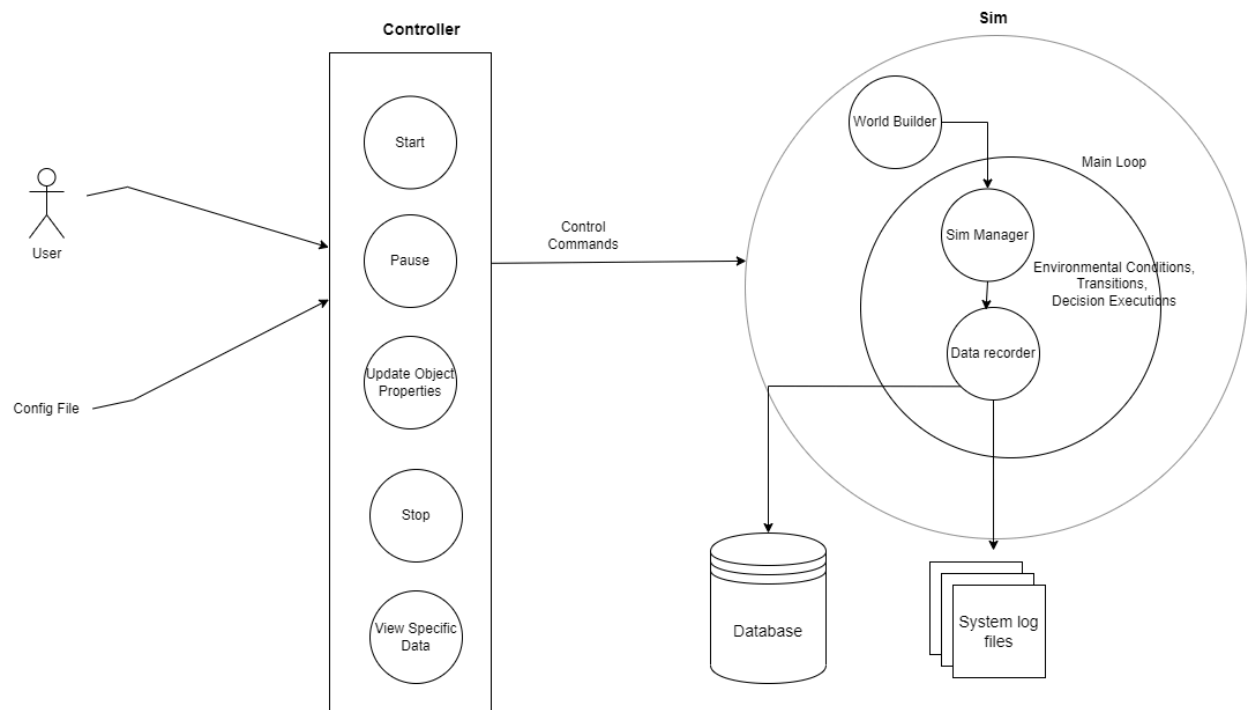 Controller
Sim
Start
Pause
Update Object
Properties
Stop
View Specific
Data
User
Config File
Control
Commands
World Builder
Main Loop
Sim Manager
Environmental Conditions,
Transitions,
Decision Executions
Data recorder
Database
System log
files